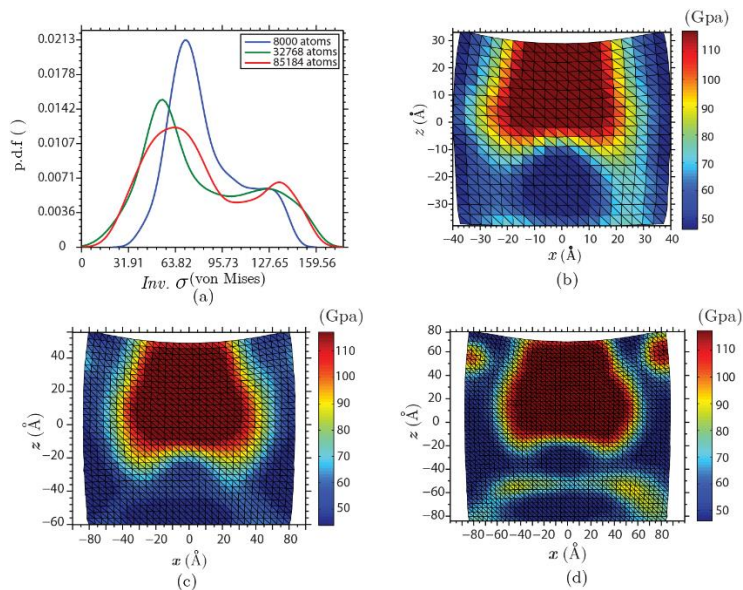 0.0213
0.0178
0.0142
0.0107
0.0071
0.0036
0
p.d.f ( )
8000 atoms
32768 atoms
85184 atoms
0 31.91 63.82 95.73 127.65 159.56
Inv. σ(von Mises)
(a)
(Gpa)
30
20
10
0
−10
−20
−30
z (Å)
−40 −30 −20 −10 0 10 20 30 40
x (Å)
110
100
90
80
70
60
50
(b)
(Gpa)
40
20
0
−20
−40
−60
z (Å)
−80 −60 −40 −20 0 20 40 60 80
x (Å)
110
100
90
80
70
60
50
(c)
(Gpa)
80
60
40
20
0
−20
−40
−60
−80
z (Å)
−80 −60 −40 −20 0 20 40 60 80
x (Å)
110
100
90
80
70
60
50
(d)